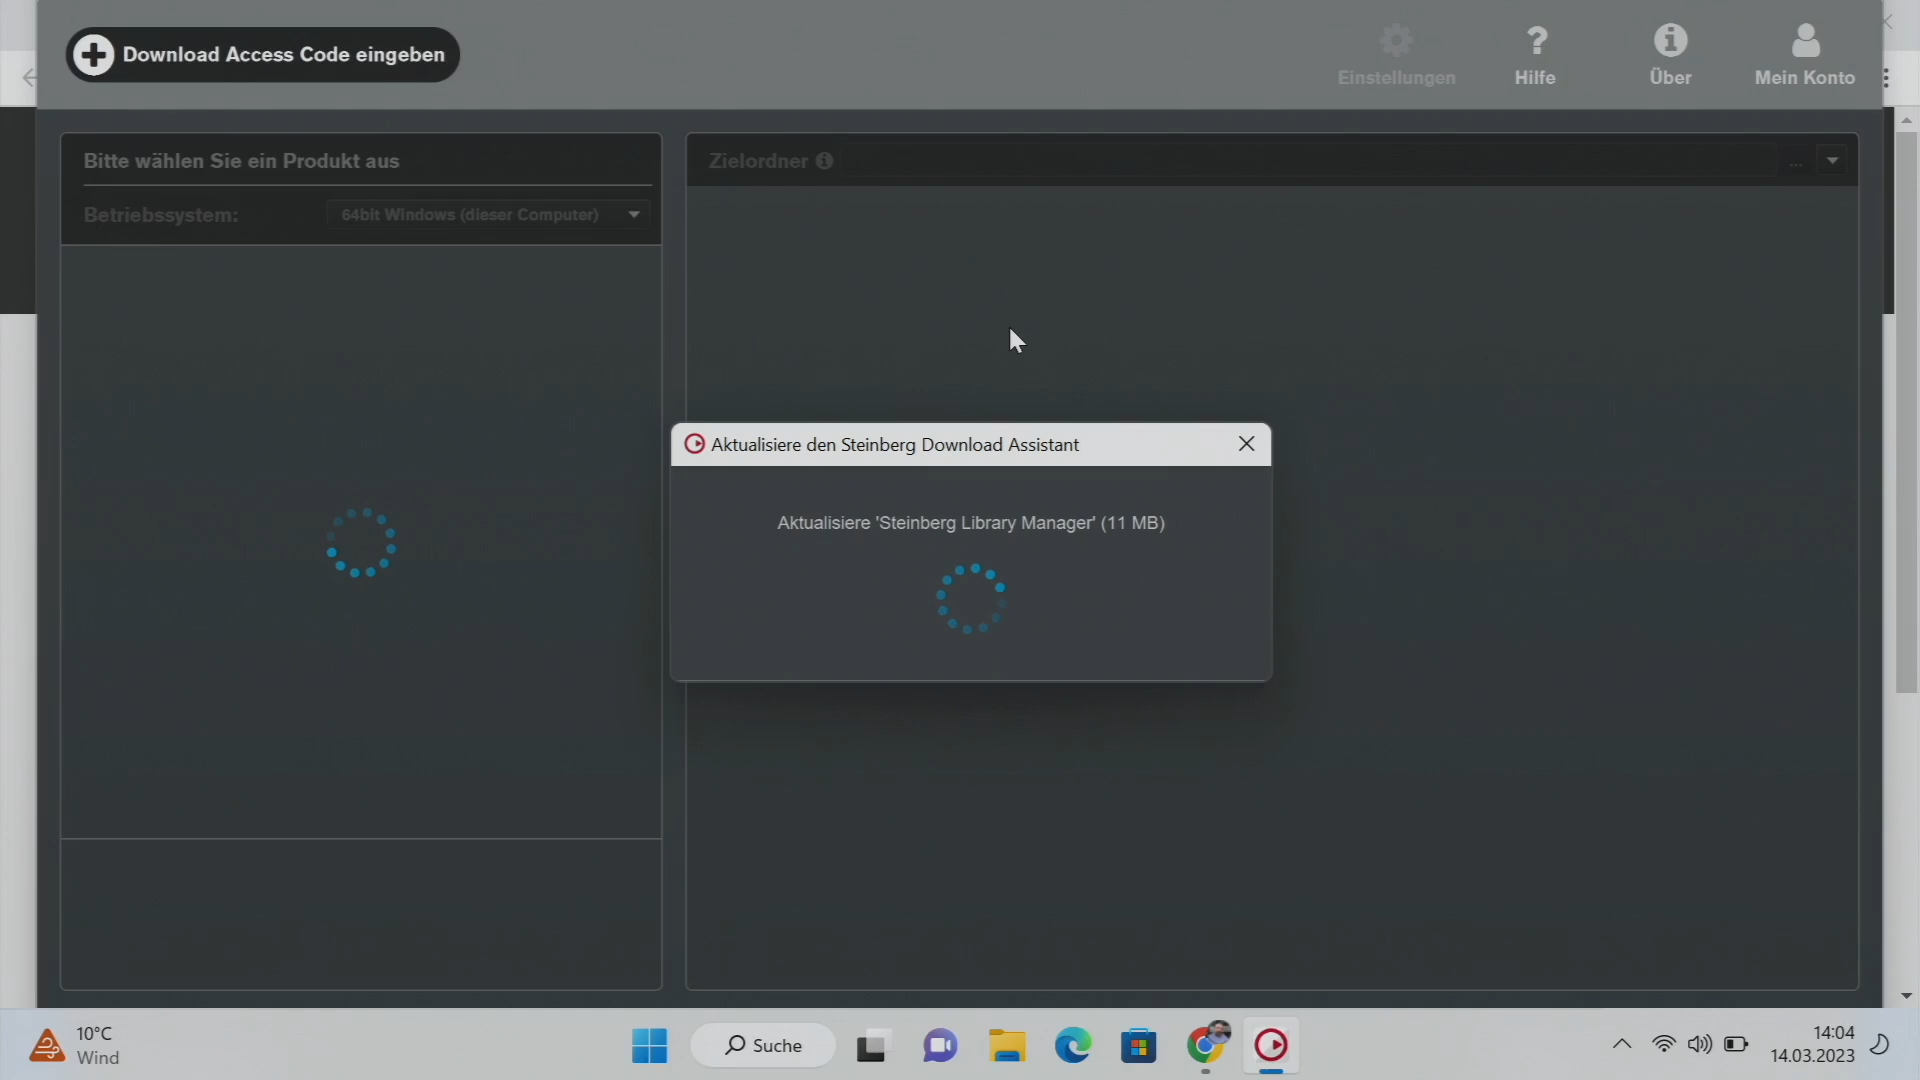 Download Access Code eingeben
Einstellungen
Hilfe
Über
Mein Konto
Bitte wählen Sie ein Produkt aus
Betriebssystem:
64bit Windows (dieser Computer)
Zielordner
...
Aktualisiere den Steinberg Download Assistant
Aktualisiere 'Steinberg Library Manager' (11 MB)
10°C
Wind
Suche
14:04
14.03.2023